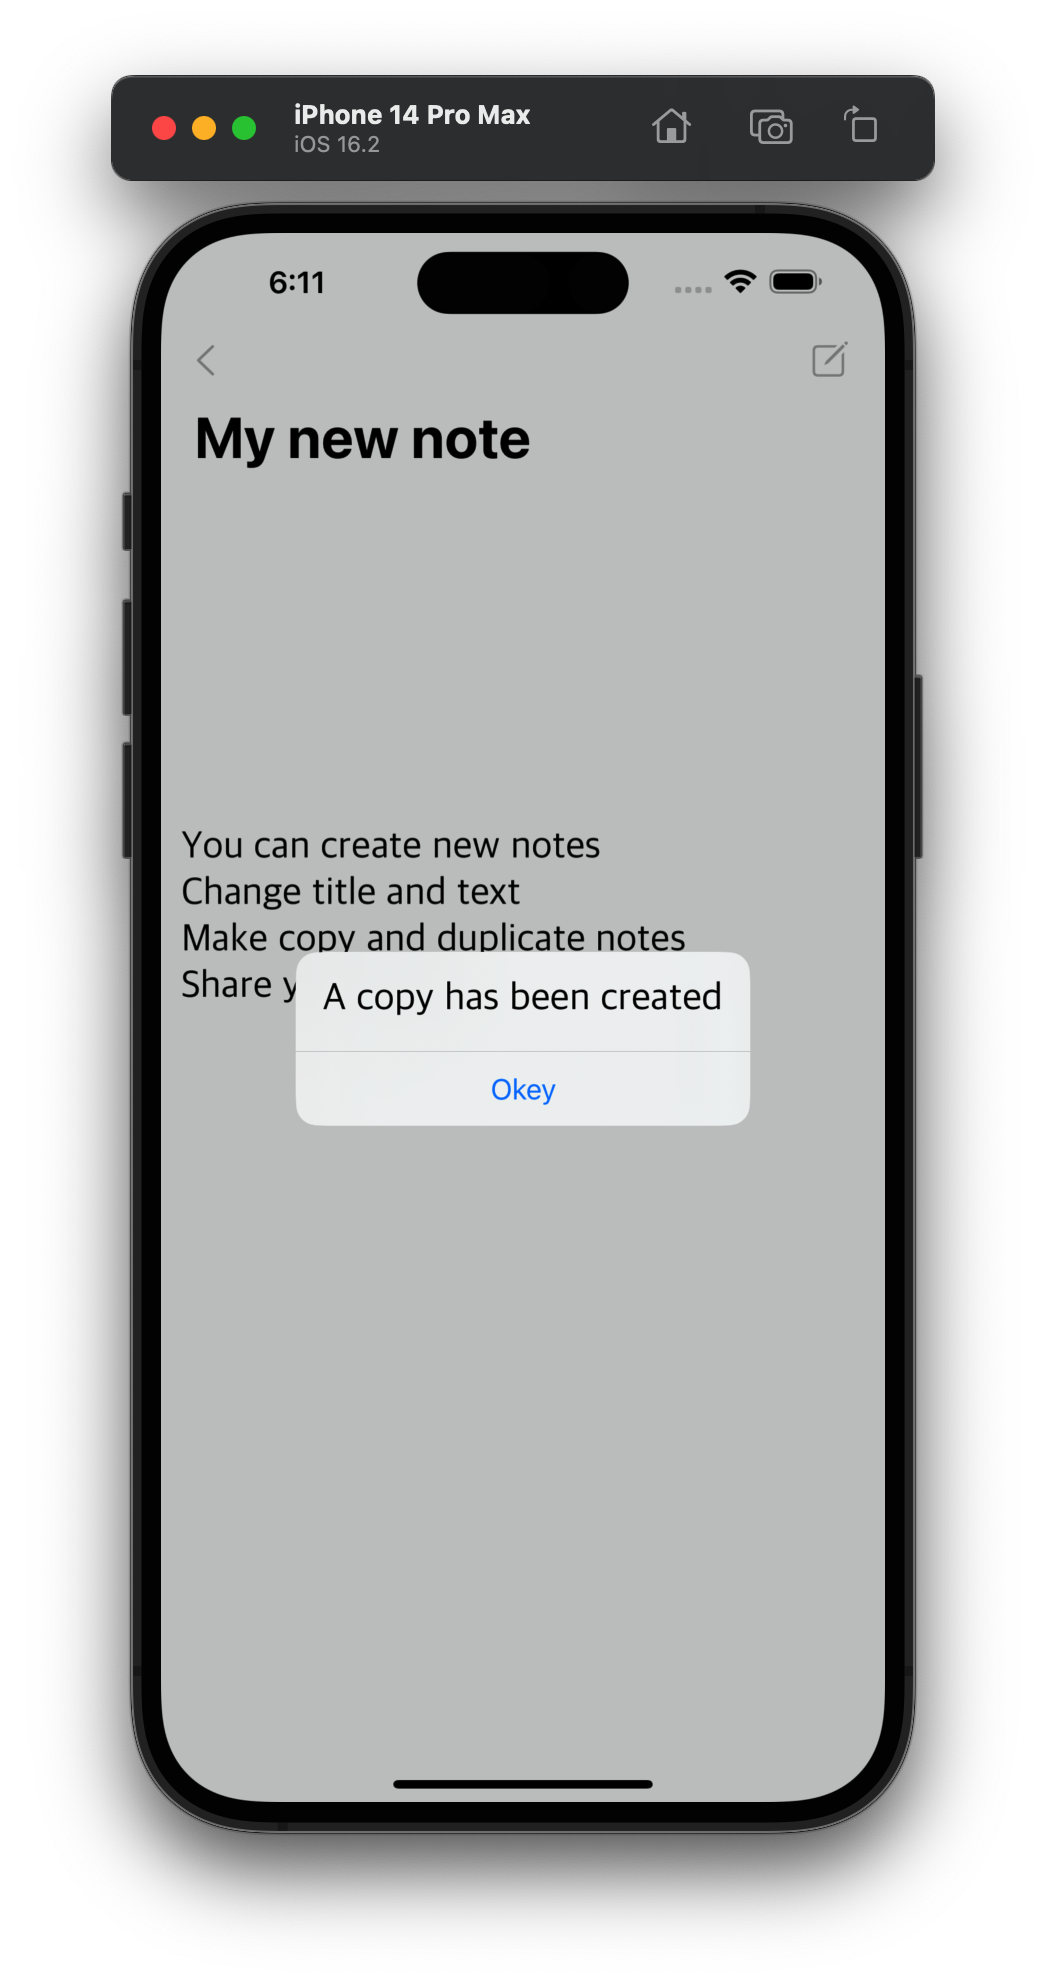 iPhone 14 Pro Max
iOS 16.2
6:11
My new note
You can create new notes
Change title and text
Make copy and duplicate notes
Share
A copy has been created
Okey